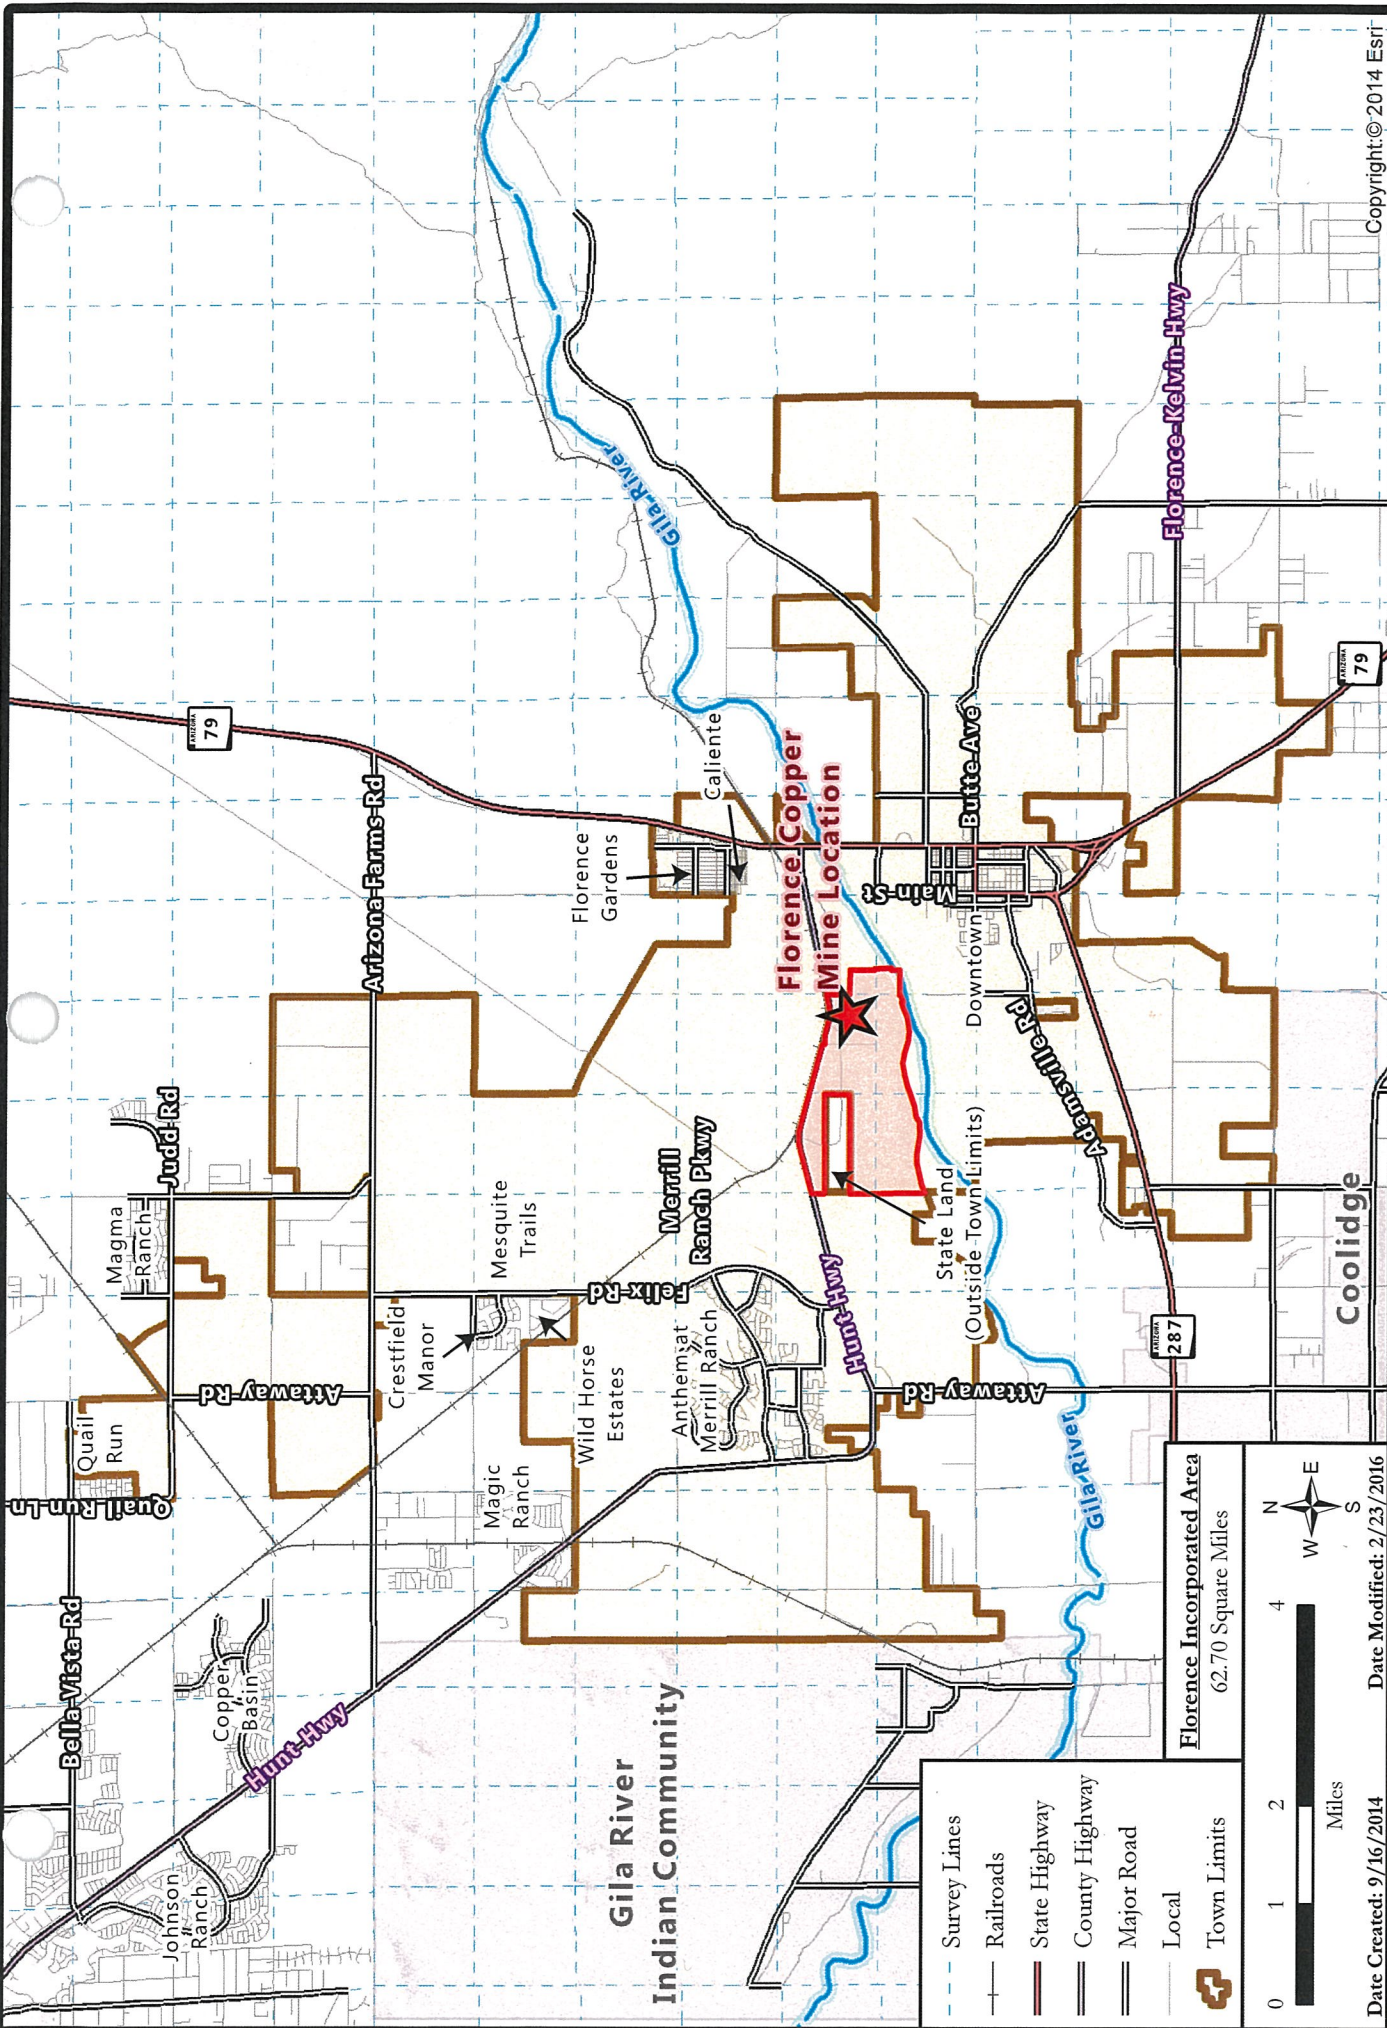 Quail Run Ln
Bella Vista Rd
Quail
Run
Magma
Ranch
Judd Rd
Copper
Basin
Johnson
Ranch
Hunt Hwy
Attaway Rd
Arizona Farms Rd
ARIZONA
79
Crestfield
Manor
Mesquite
Trails
Magic
Ranch
Wild Horse
Estates
Felix Rd
Merrill
Ranch Pkwy
Anthem at
Merrill Ranch
Florence
Gardens
Caliente
Gila River
Gila River
Indian Community
Florence Copper
Mine Location
Hunt Hwy
Attaway Rd
State Land
(Outside Town Limits)
Main St
Downtown
Butte Ave
Adamsville Rd
Gila River
ARIZONA
287
Coolidge
Florence-Kelvin Hwy
ARIZONA
79
Survey Lines
Railroads
State Highway
County Highway
Major Road
Local
Town Limits
Florence Incorporated Area
62.70 Square Miles
0 1 2 4
Miles
N
W E
S
Date Created: 9/16/2014 Date Modified: 2/23/2016
Copyright:© 2014 Esri